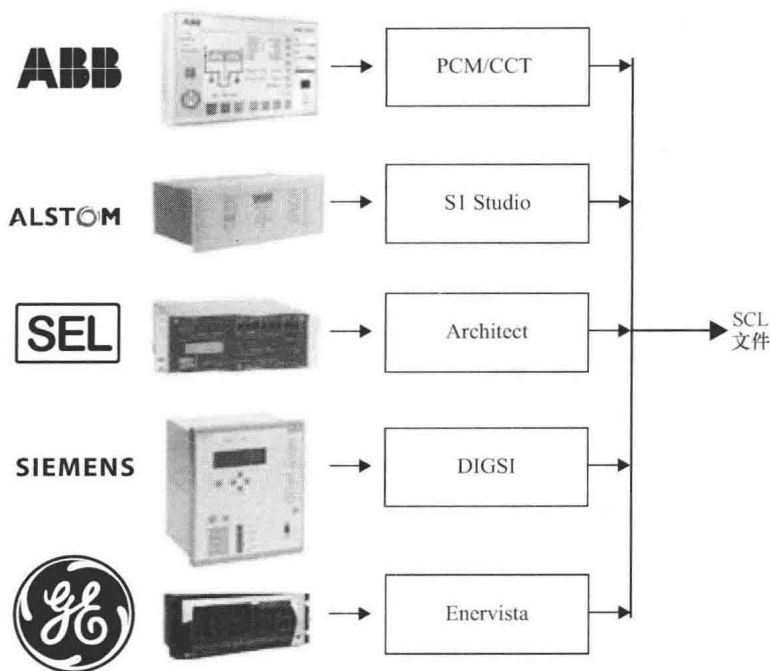 ABB
PCM/CCT
ALSTOM
S1 Studio
SEL
Architect
SCL
文件
SIEMENS
DIGSI
GE
Enervista